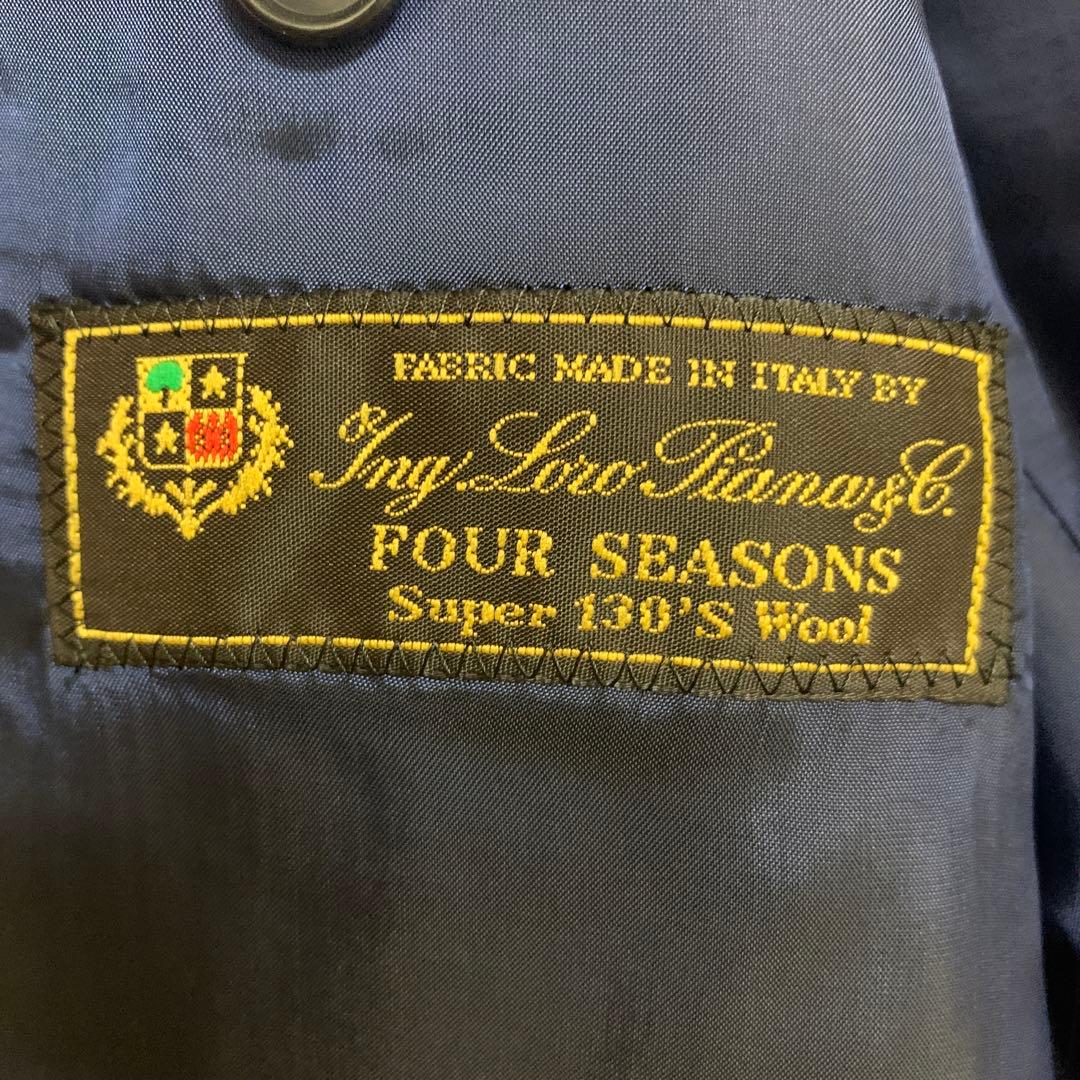 FABRIC MADE IN ITALY BY
Ing. Loro Piana & C.
FOUR SEASONS
Super 130'S Wool